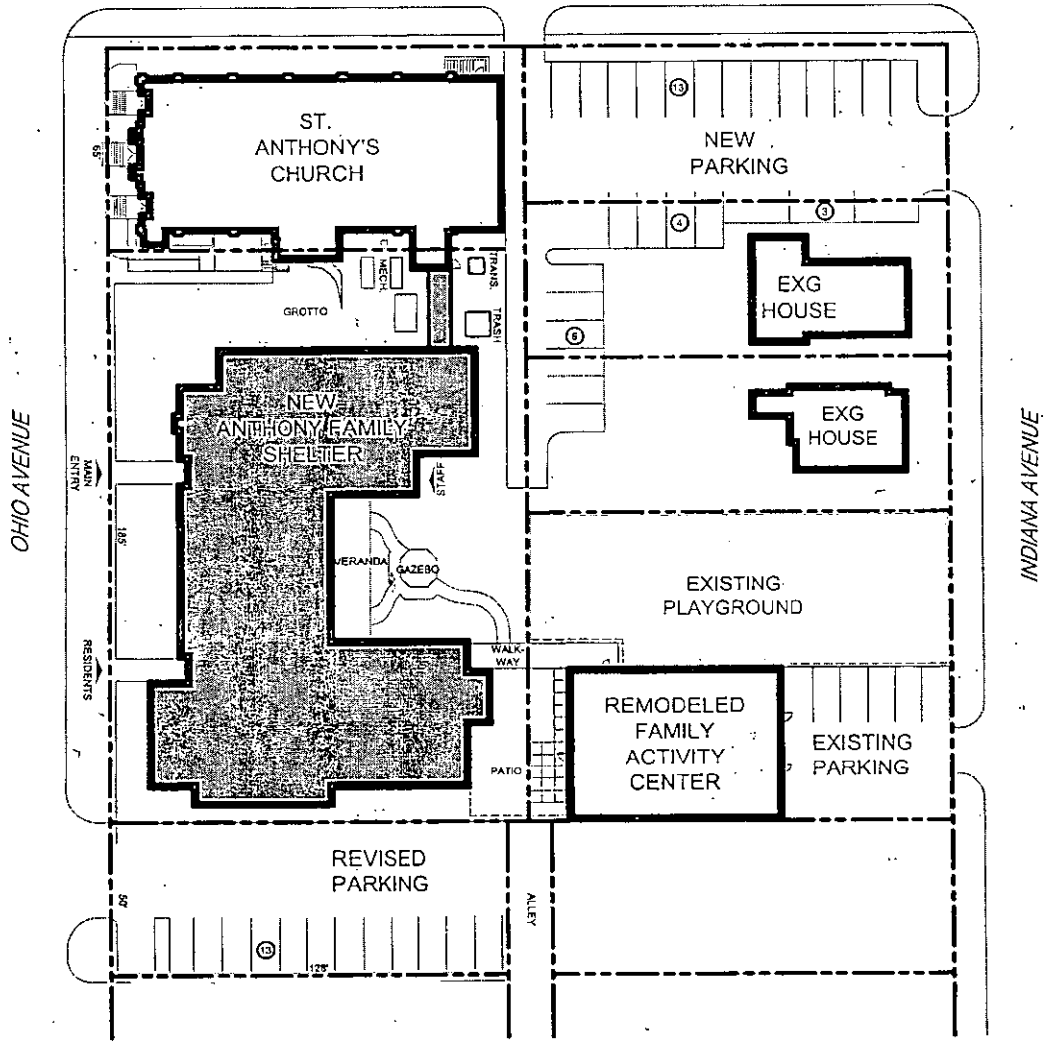 ST.
ANTHONY'S
CHURCH
65'
13
NEW
PARKING
4
3
EXG
HOUSE
MECH.
TRANS.
TRASH
GROTTO
6
NEW
ANTHONY FAMILY
SHELTER
EXG
HOUSE
OHIO AVENUE
INDIANA AVENUE
MAIN
ENTRY
STAFF
185'
VERANDA
GAZEBO
EXISTING
PLAYGROUND
RESIDENTS
WALK-
WAY
REMODELED
FAMILY
ACTIVITY
CENTER
EXISTING
PARKING
PATIO
REVISED
PARKING
ALLEY
50'
13
125'